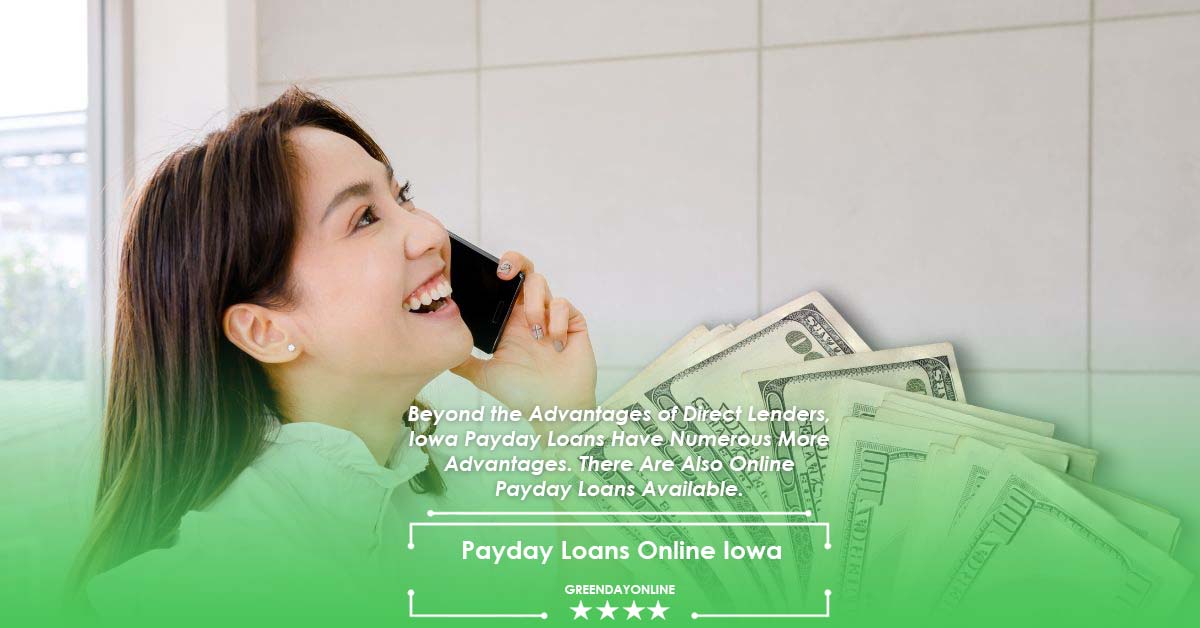 Beyond the Advantages of Direct Lenders,
Iowa Payday Loans Have Numerous More
Advantages. There Are Also Online
Payday Loans Available.
Payday Loans Online Iowa
GREENDAYONLINE